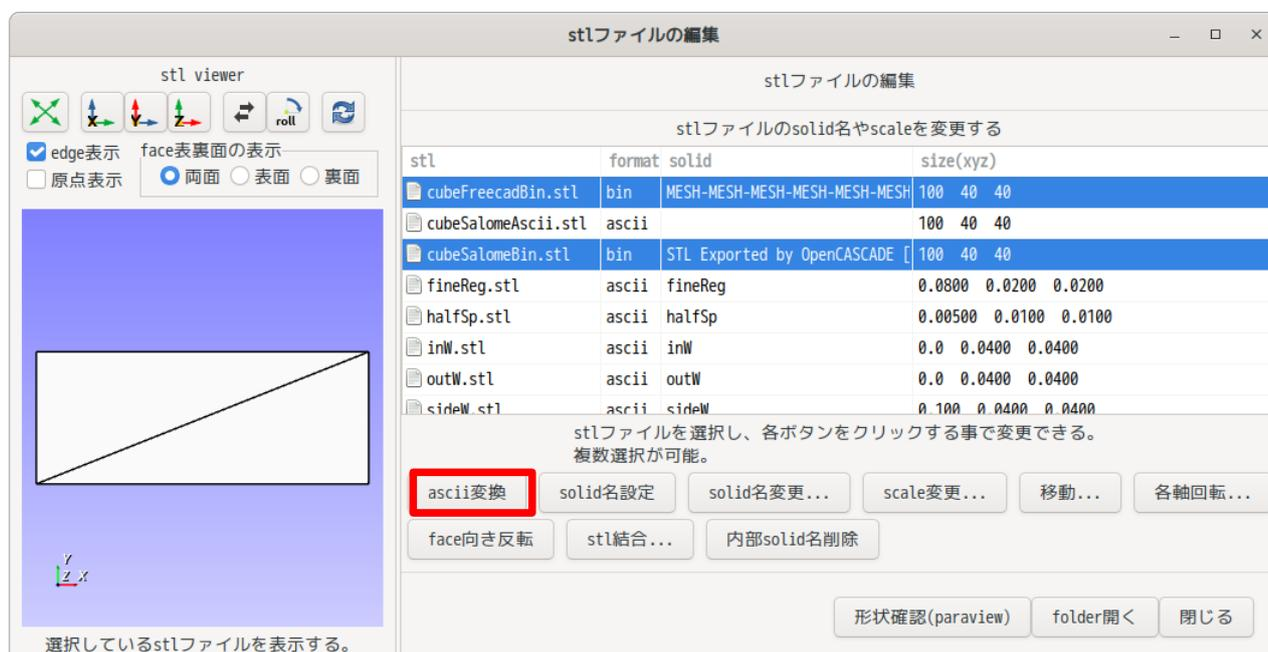 stlファイルの編集
stl viewer
X Y Z roll
edge表示 face表裏面の表示
原点表示 両面 表面 裏面
Y
Z X
選択しているstlファイルを表示する。
stlファイルの編集
stlファイルのsolid名やscaleを変更する
stl format solid size(xyz)
cubeFreecadBin.stl bin MESH-MESH-MESH-MESH-MESH-MESH 100 40 40
cubeSalomeAscii.stl ascii 100 40 40
cubeSalomeBin.stl bin STL Exported by OpenCASCADE [ 100 40 40
fineReg.stl ascii fineReg 0.0800 0.0200 0.0200
halfSp.stl ascii halfSp 0.00500 0.0100 0.0100
inW.stl ascii inW 0.0 0.0400 0.0400
outW.stl ascii outW 0.0 0.0400 0.0400
sideW.stl ascii sideW 0.100 0.0400 0.0400
stlファイルを選択し、各ボタンをクリックする事で変更できる。
複数選択が可能。
ascii変換 solid名設定 solid名変更... scale変更... 移動... 各軸回転...
face向き反転 stl結合... 内部solid名削除
形状確認(paraview) folder開く 閉じる